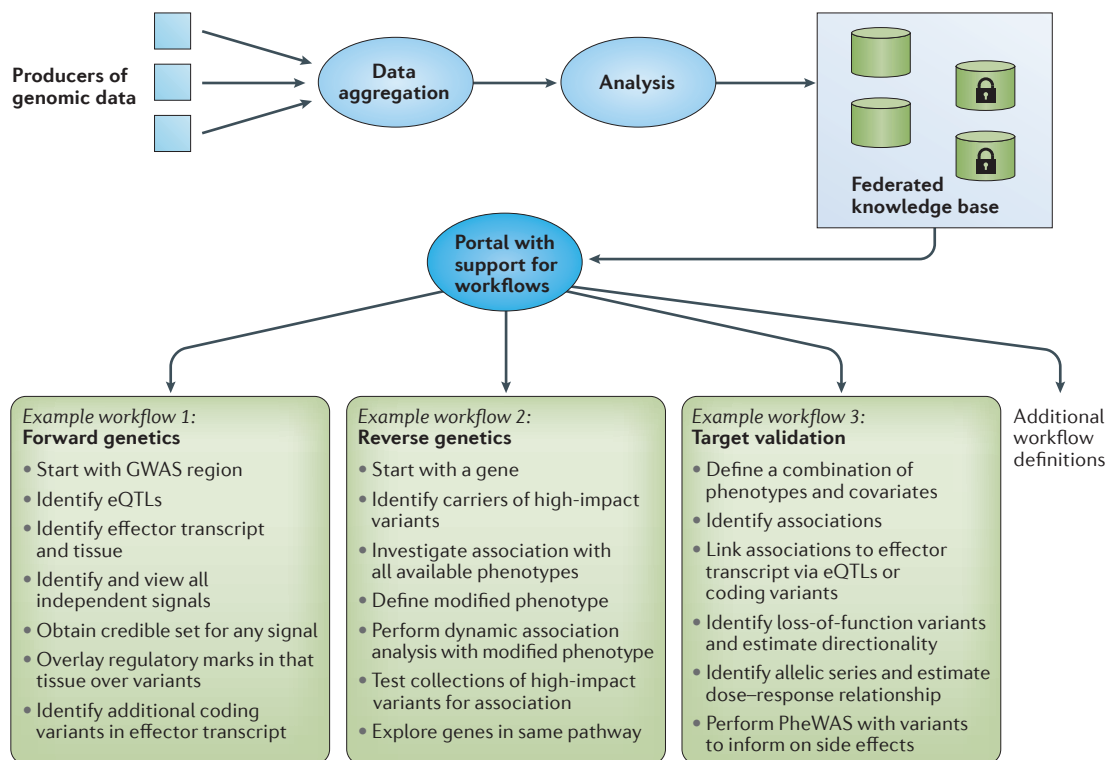 Producers of
genomic data
Data
aggregation
Analysis
Federated
knowledge base
Portal with
support for
workflows
Example workflow 1:
Forward genetics
• Start with GWAS region
• Identify eQTLs
• Identify effector transcript
and tissue
• Identify and view all
independent signals
• Obtain credible set for any signal
• Overlay regulatory marks in that
tissue over variants
• Identify additional coding
variants in effector transcript
Example workflow 2:
Reverse genetics
• Start with a gene
• Identify carriers of high-impact
variants
• Investigate association with
all available phenotypes
• Define modified phenotype
• Perform dynamic association
analysis with modified phenotype
• Test collections of high-impact
variants for association
• Explore genes in same pathway
Example workflow 3:
Target validation
• Define a combination of
phenotypes and covariates
• Identify associations
• Link associations to effector
transcript via eQTLs or
coding variants
• Identify loss-of-function variants
and estimate directionality
• Identify allelic series and estimate
dose–response relationship
• Perform PheWAS with variants
to inform on side effects
Additional
workflow
definitions